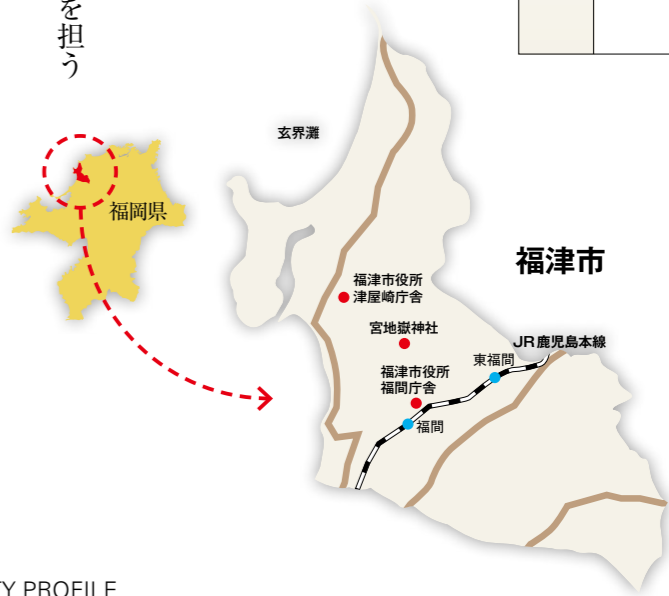 を担う
福岡県
玄界灘
福津市役所
津屋崎庁舎
宮地嶽神社
福津市
JR鹿児島本線
東福間
福津市役所
福間庁舎
福間
TY PROFILE